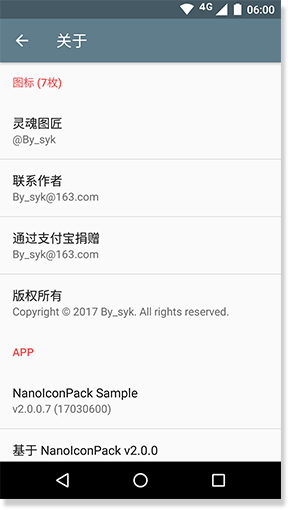 4G 06:00
关于
图标 (7枚)
灵魂图匠
@By_syk
联系作者
By_syk@163.com
通过支付宝捐赠
By_syk@163.com
版权所有
Copyright © 2017 By_syk. All rights reserved.
APP
NanoIconPack Sample
v2.0.0.7 (17030600)
基于 NanoIconPack v2.0.0